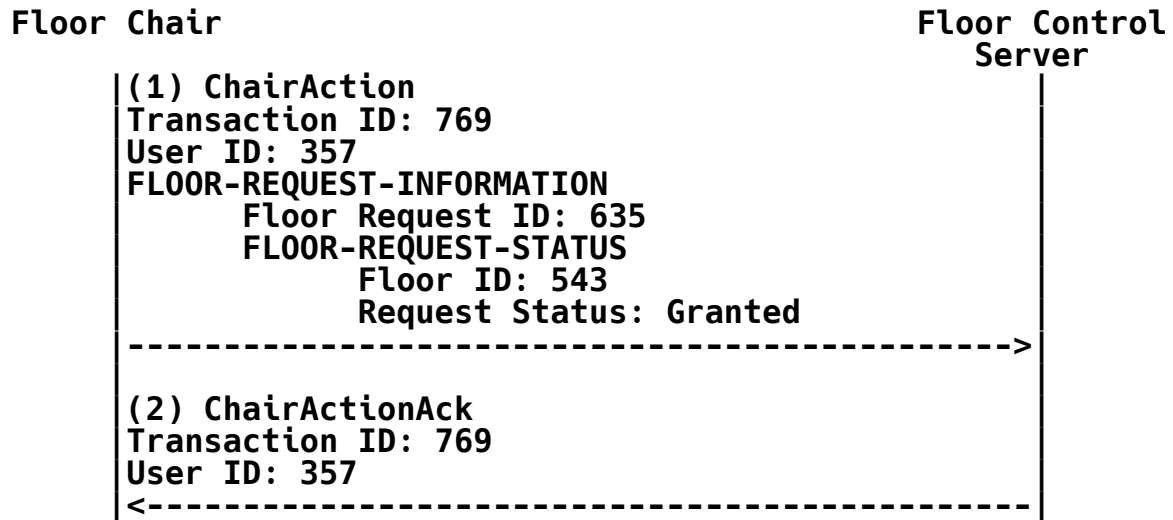 Floor Chair Floor Control
Server
|(1) ChairAction |
|Transaction ID: 769 |
|User ID: 357 |
|FLOOR-REQUEST-INFORMATION |
| Floor Request ID: 635 |
| FLOOR-REQUEST-STATUS |
| Floor ID: 543 |
| Request Status: Granted |
|---------------------------------------------->|
| |
|(2) ChairActionAck |
|Transaction ID: 769 |
|User ID: 357 |
|<----------------------------------------------|